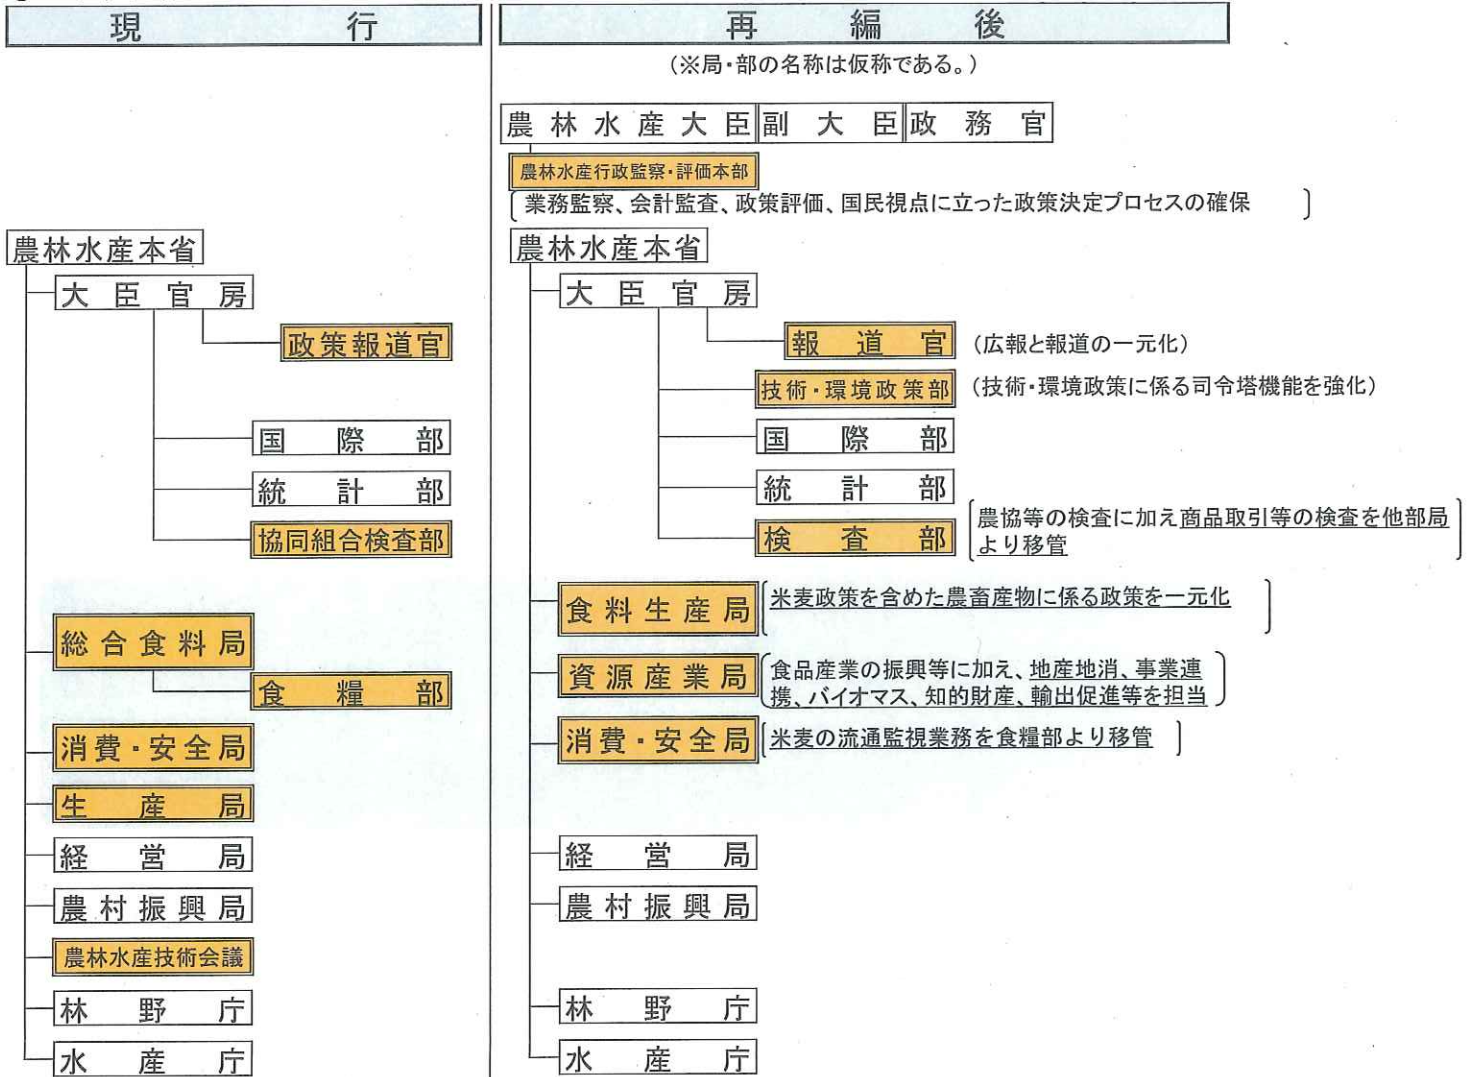 現行
農林水産本省
大臣官房
政策報道官
国際部
統計部
協同組合検査部
総合食料局
食糧部
消費・安全局
生産局
経営局
農村振興局
農林水産技術会議
林野庁
水産庁
再編後
（※局・部の名称は仮称である。）
農林水産大臣 副大臣 政務官
農林水産行政監察・評価本部
業務監察、会計監査、政策評価、国民視点に立った政策決定プロセスの確保
農林水産本省
大臣官房
報道官 （広報と報道の一元化）
技術・環境政策部 （技術・環境政策に係る司令塔機能を強化）
国際部
統計部
検査部
農協等の検査に加え商品取引等の検査を他部局
より移管
食料生産局
米麦政策を含めた農畜産物に係る政策を一元化
資源産業局
食品産業の振興等に加え、地産地消、事業連
携、バイオマス、知的財産、輸出促進等を担当
消費・安全局
米麦の流通監視業務を食糧部より移管
経営局
農村振興局
林野庁
水産庁